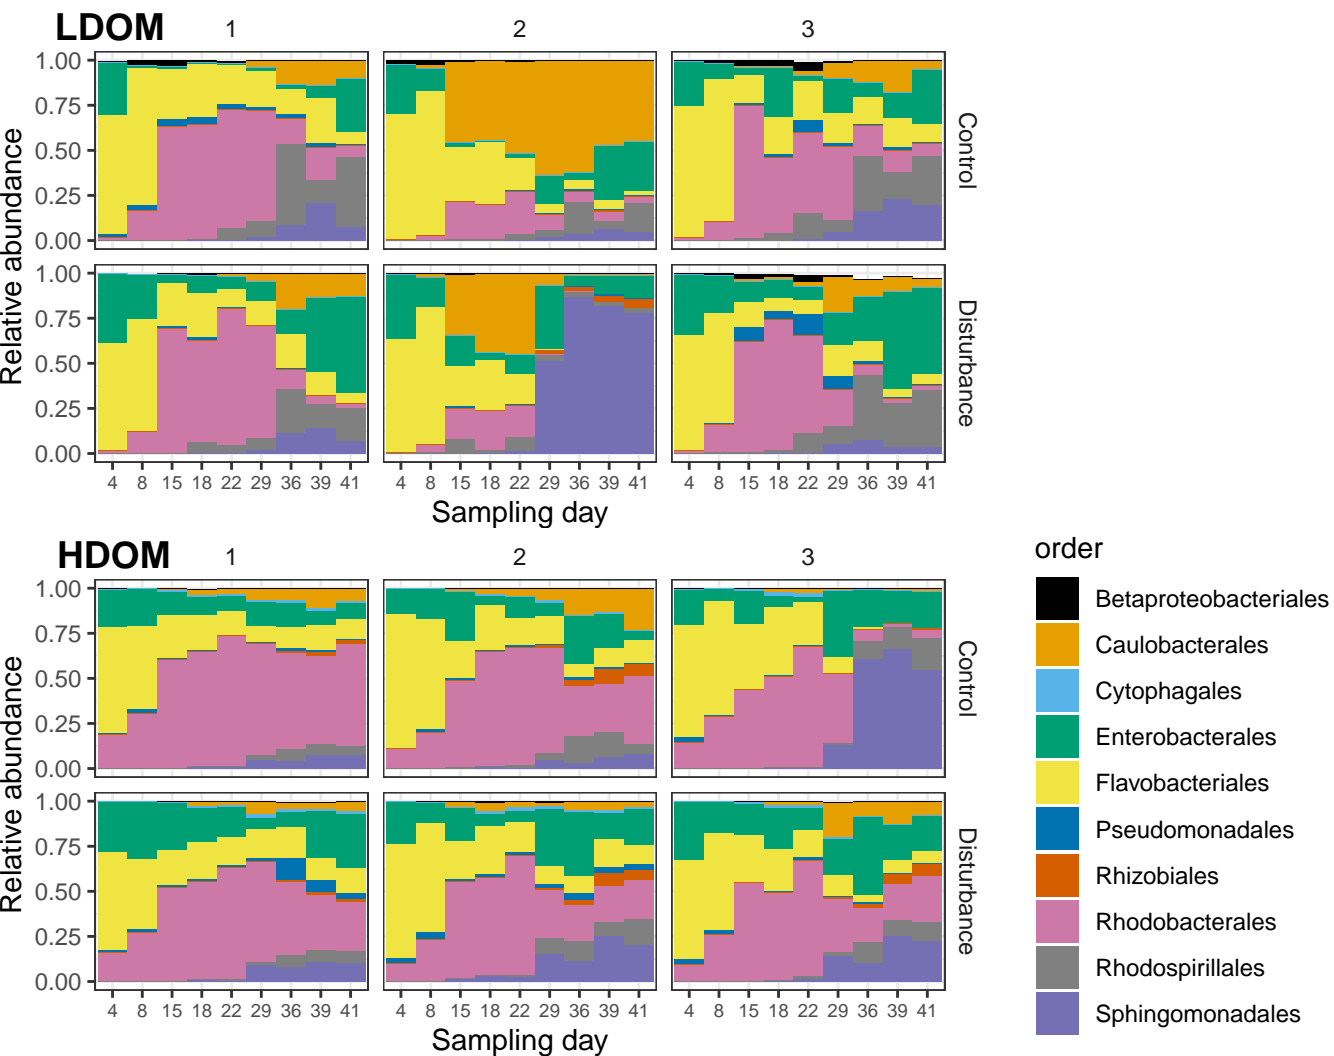 LDOM 1 2 3
Relative abundance
1.00
0.75
0.50
0.25
0.00
Control
1.00
0.75
0.50
0.25
0.00
Disturbance
4 8 15 18 22 29 36 39 41 4 8 15 18 22 29 36 39 41 4 8 15 18 22 29 36 39 41
Sampling day
HDOM 1 2 3
Relative abundance
1.00
0.75
0.50
0.25
0.00
Control
1.00
0.75
0.50
0.25
0.00
Disturbance
4 8 15 18 22 29 36 39 41 4 8 15 18 22 29 36 39 41 4 8 15 18 22 29 36 39 41
Sampling day
order
Betaproteobacteriales
Caulobacterales
Cytophagales
Enterobacterales
Flavobacteriales
Pseudomonadales
Rhizobiales
Rhodobacterales
Rhodospirillales
Sphingomonadales